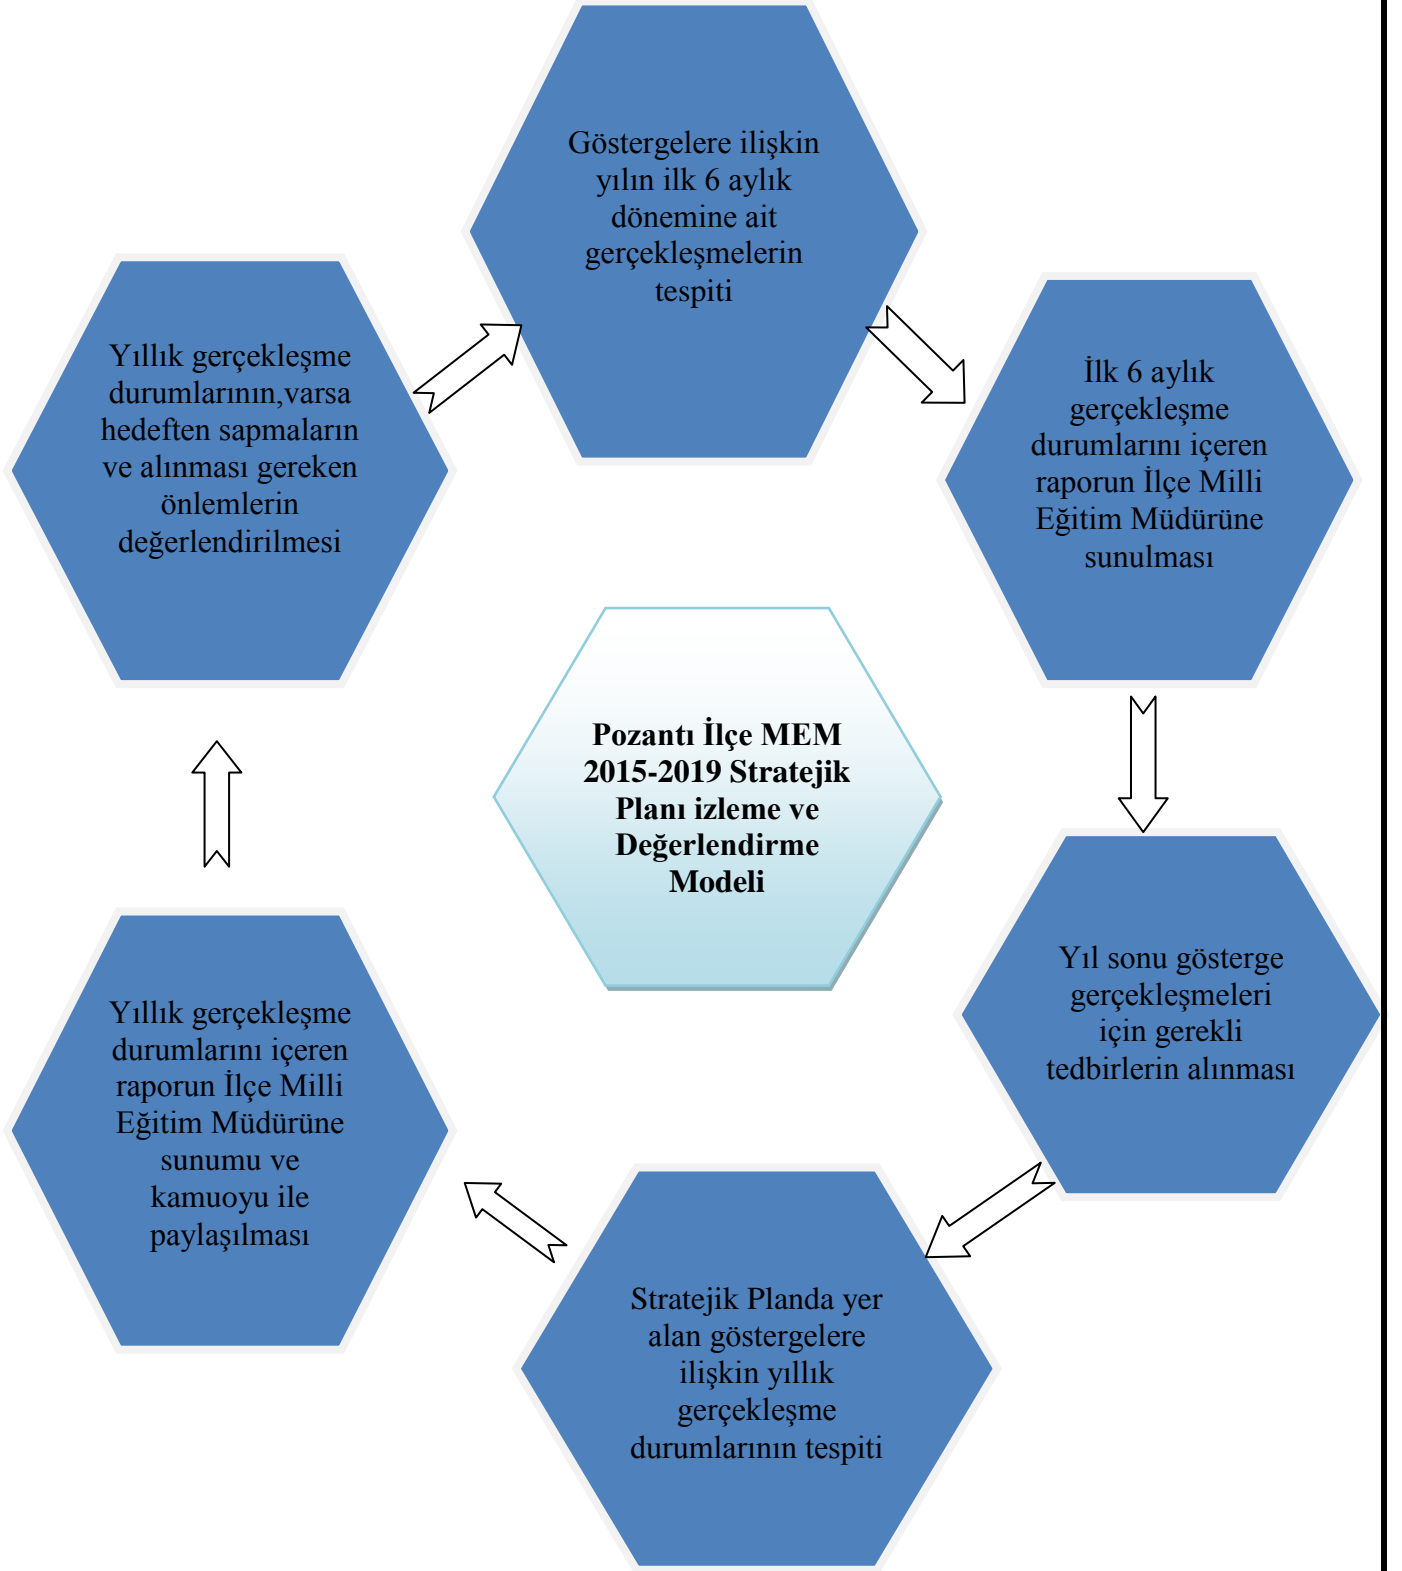 Göstergelere ilişkin
yılın ilk 6 aylık
dönemine ait
gerçekleşmelerin
tespiti
İlk 6 aylık
gerçekleşme
durumlarını içeren
raporun İlçe Milli
Eğitim Müdürüne
sunulması
Yıl sonu gösterge
gerçekleşmeleri
için gerekli
tedbirlerin alınması
Stratejik Planda yer
alan göstergelere
ilişkin yıllık
gerçekleşme
durumlarının tespiti
Yıllık gerçekleşme
durumlarını içeren
raporun İlçe Milli
Eğitim Müdürüne
sunumu ve
kamuoyu ile
paylaşılması
Yıllık gerçekleşme
durumlarının,varsa
hedeften sapmaların
ve alınması gereken
önlemlerin
değerlendirilmesi
Pozantı İlçe MEM
2015-2019 Stratejik
Planı izleme ve
Değerlendirme
Modeli